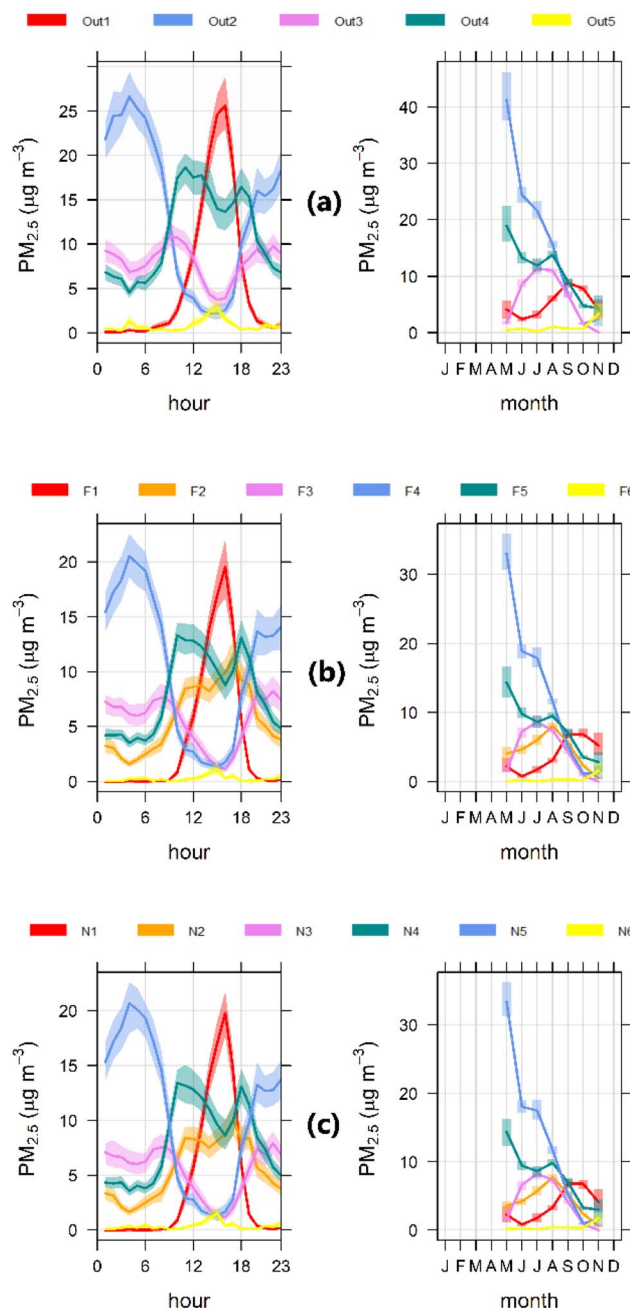 Out1 Out2 Out3 Out4 Out5
25
20
15
10
5
0
PM2.5 (µg m−3)
0 6 12 18 23
hour
(a)
40
30
20
10
0
PM2.5 (µg m−3)
J F M A M J J A S O N D
month
F1 F2 F3 F4 F5 F6
20
15
10
5
0
PM2.5 (µg m−3)
0 6 12 18 23
hour
(b)
30
20
10
0
PM2.5 (µg m−3)
J F M A M J J A S O N D
month
N1 N2 N3 N4 N5 N6
20
15
10
5
0
PM2.5 (µg m−3)
0 6 12 18 23
hour
(c)
30
20
10
0
PM2.5 (µg m−3)
J F M A M J J A S O N D
month